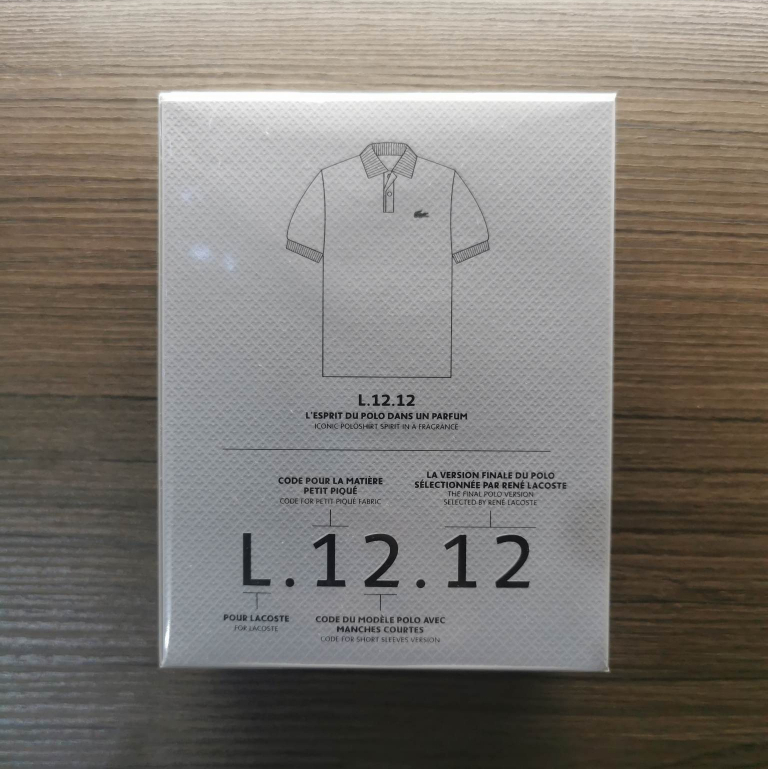 L.12.12
L'ESPRIT DU POLO DANS UN PARFUM
ICONIC POLOSHIRT SPIRIT IN A FRAGRANCE
CODE POUR LA MATIÈRE
PETIT PIQUÉ
CODE FOR PETIT PIQUE FABRIC
LA VERSION FINALE DU POLO
SÉLECTIONNÉE PAR RENÉ LACOSTE
THE FINAL POLO VERSION
SELECTED BY RENÉ LACOSTE
L.12.12
POUR LACOSTE
FOR LACOSTE
CODE DU MODÈLE POLO AVEC
MANCHES COURTES
CODE FOR SHORT SLEEVES VERSION